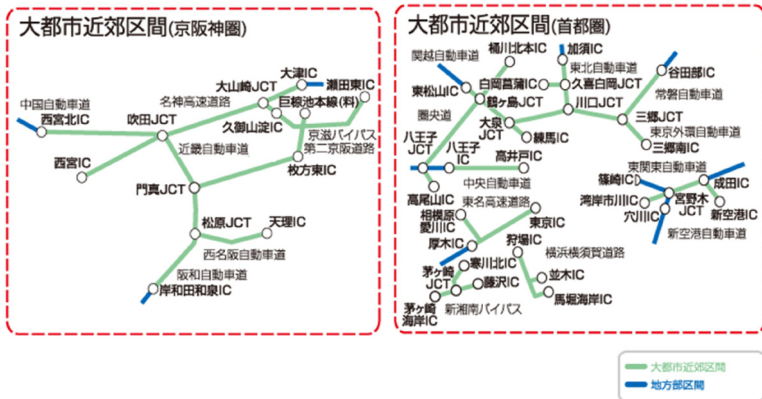 大都市近郊区間(京阪神圏)
大津IC
大山崎JCT
瀬田東IC
名神高速道路
巨椋池本線(料)
中国自動車道
西宮北IC
吹田JCT
久御山淀IC
京滋バイパス
近畿自動車道
第二京阪道路
西宮IC
枚方東IC
門真JCT
松原JCT
天理IC
西名阪自動車道
阪和自動車道
岸和田和泉IC
大都市近郊区間(首都圏)
桶川北本IC
加須IC
関越自動車道
東北自動車道
谷田部IC
東松山IC
白岡菖蒲IC
久喜白岡JCT
常磐自動車道
鶴ヶ島JCT
川口JCT
圏央道
大泉
JCT
三郷JCT
八王子
JCT
八王子
IC
練馬IC
東京外環自動車道
高井戸IC
三郷南IC
東関東自動車道
中央自動車道
篠崎IC
成田IC
高尾山IC
東名高速道路
宮野木
JCT
相模原
愛川IC
湾岸市川IC
東京IC
穴川IC
新空港IC
厚木IC
狩場IC
横浜横須賀道路
新空港自動車道
寒川北IC
茅ヶ崎
JCT
藤沢IC
並木IC
馬堀海岸IC
茅ヶ崎
海岸IC
新湘南バイパス
大都市近郊区間
地方部区間